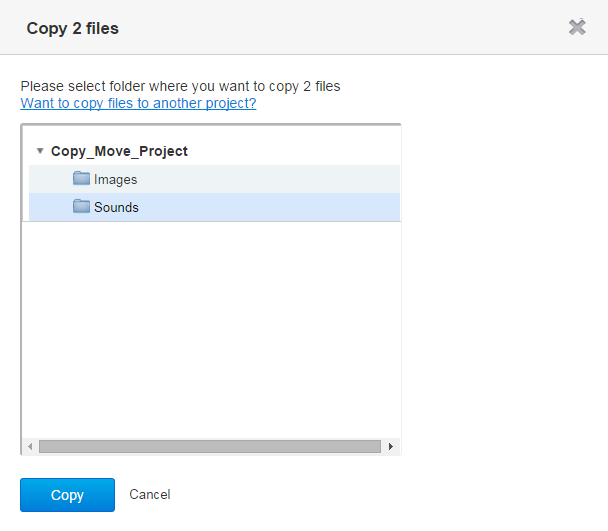 Copy 2 files
Please select folder where you want to copy 2 files
Want to copy files to another project?
Copy_Move_Project
Images
Sounds
Copy
Cancel